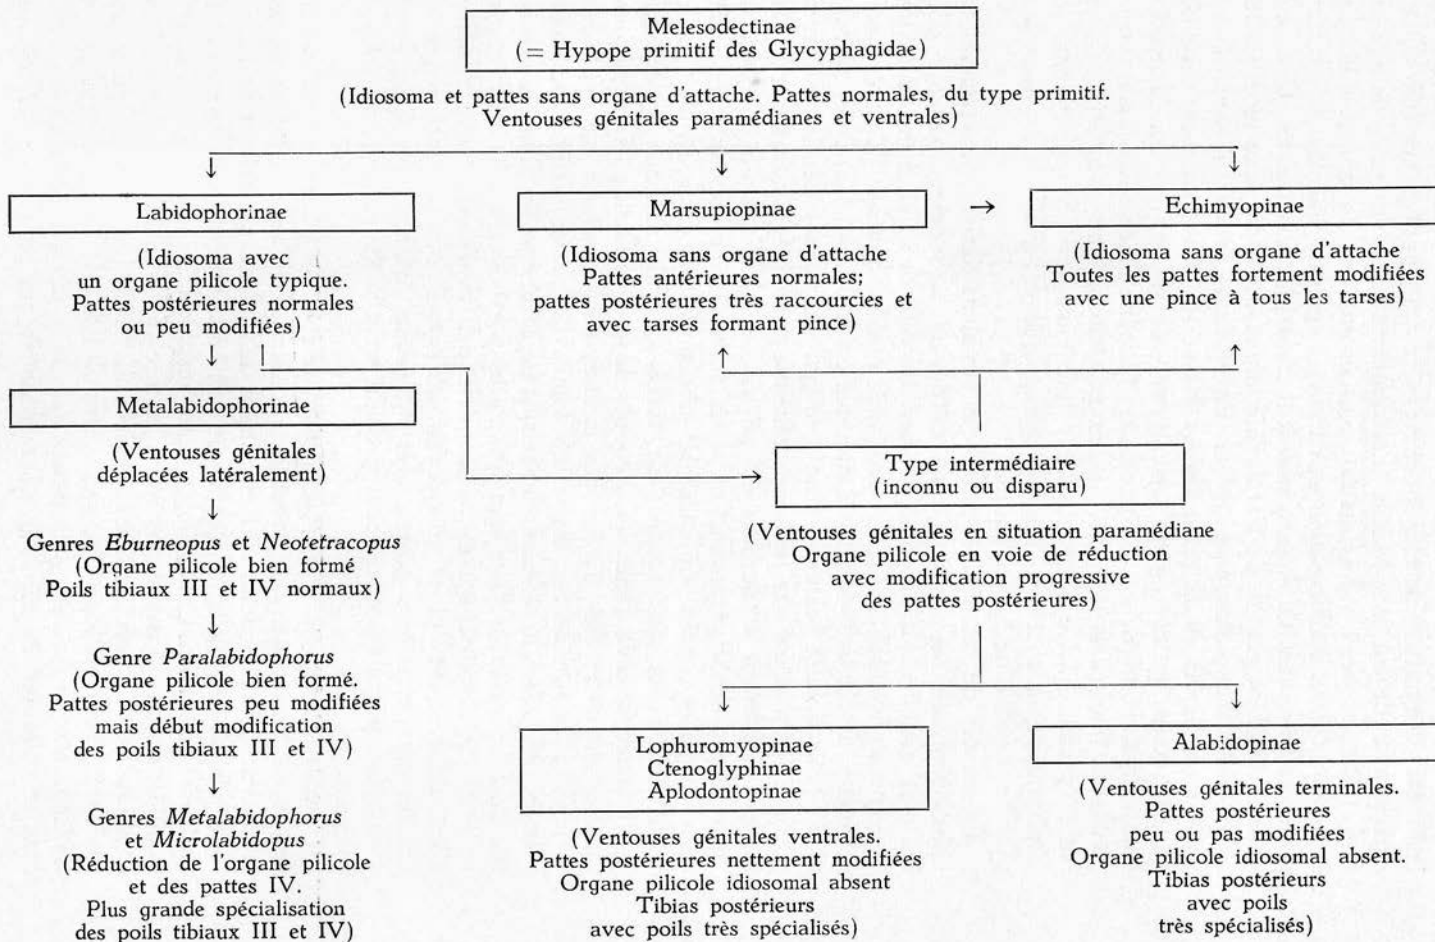 Melesodectinae
(= Hypope primitif des Glycyphagidae)
(Idiosoma et pattes sans organe d'attache. Pattes normales, du type primitif.
Ventouses génitales paramédianes et ventrales)
↓ ↓ ↓
Labidophorinae
(Idiosoma avec
un organe pilicole typique.
Pattes postérieures normales
ou peu modifiées)
↓
Marsupiopinae
→
(Idiosoma sans organe d'attache
Pattes antérieures normales;
pattes postérieures très raccourcies et
avec tarses formant pince)
↑
Echimyopinae
(Idiosoma sans organe d'attache
Toutes les pattes fortement modifiées
avec une pince à tous les tarses)
↑
Metalabidophorinae
(Ventouses génitales
déplacées latéralement)
↓
Genres Eburneopus et Neotetracopus
(Organe pilicole bien formé
Poils tibiaux III et IV normaux)
↓
Genre Paralabidophorus
(Organe pilicole bien formé.
Pattes postérieures peu modifiées
mais début modification
des poils tibiaux III et IV)
↓
Genres Metalabidophorus
et Microlabidopus
(Réduction de l'organe pilicole
et des pattes IV.
Plus grande spécialisation
des poils tibiaux III et IV)
→
Type intermédiaire
(inconnu ou disparu)
(Ventouses génitales en situation paramédiane
Organe pilicole en voie de réduction
avec modification progressive
des pattes postérieures)
↓ ↓
Lophuromyopinae
Ctenoglyphinae
Aplodontopinae
(Ventouses génitales ventrales.
Pattes postérieures nettement modifiées
Organe pilicole idiosomal absent
Tibias postérieurs
avec poils très spécialisés)
Alabidopinae
(Ventouses génitales terminales.
Pattes postérieures
peu ou pas modifiées
Organe pilicole idiosomal absent.
Tibias postérieurs
avec poils
très spécialisés)